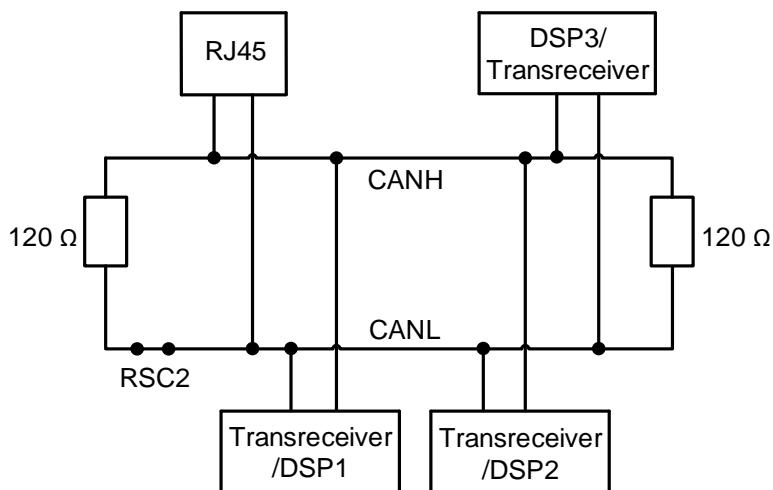 RJ45
DSP3/
Transreceiver
CANH
120 Ω
120 Ω
CANL
RSC2
Transreceiver
/DSP1
Transreceiver
/DSP2